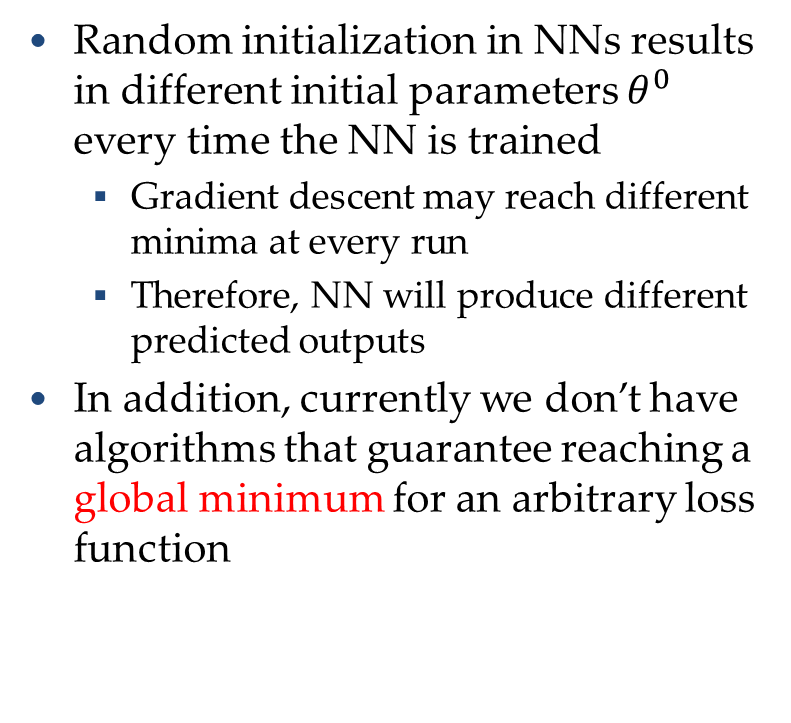 • Random initialization in NNs results
in different initial parameters θ⁰
every time the NN is trained
▪ Gradient descent may reach different
minima at every run
▪ Therefore, NN will produce different
predicted outputs
• In addition, currently we don’t have
algorithms that guarantee reaching a
global minimum for an arbitrary loss
function